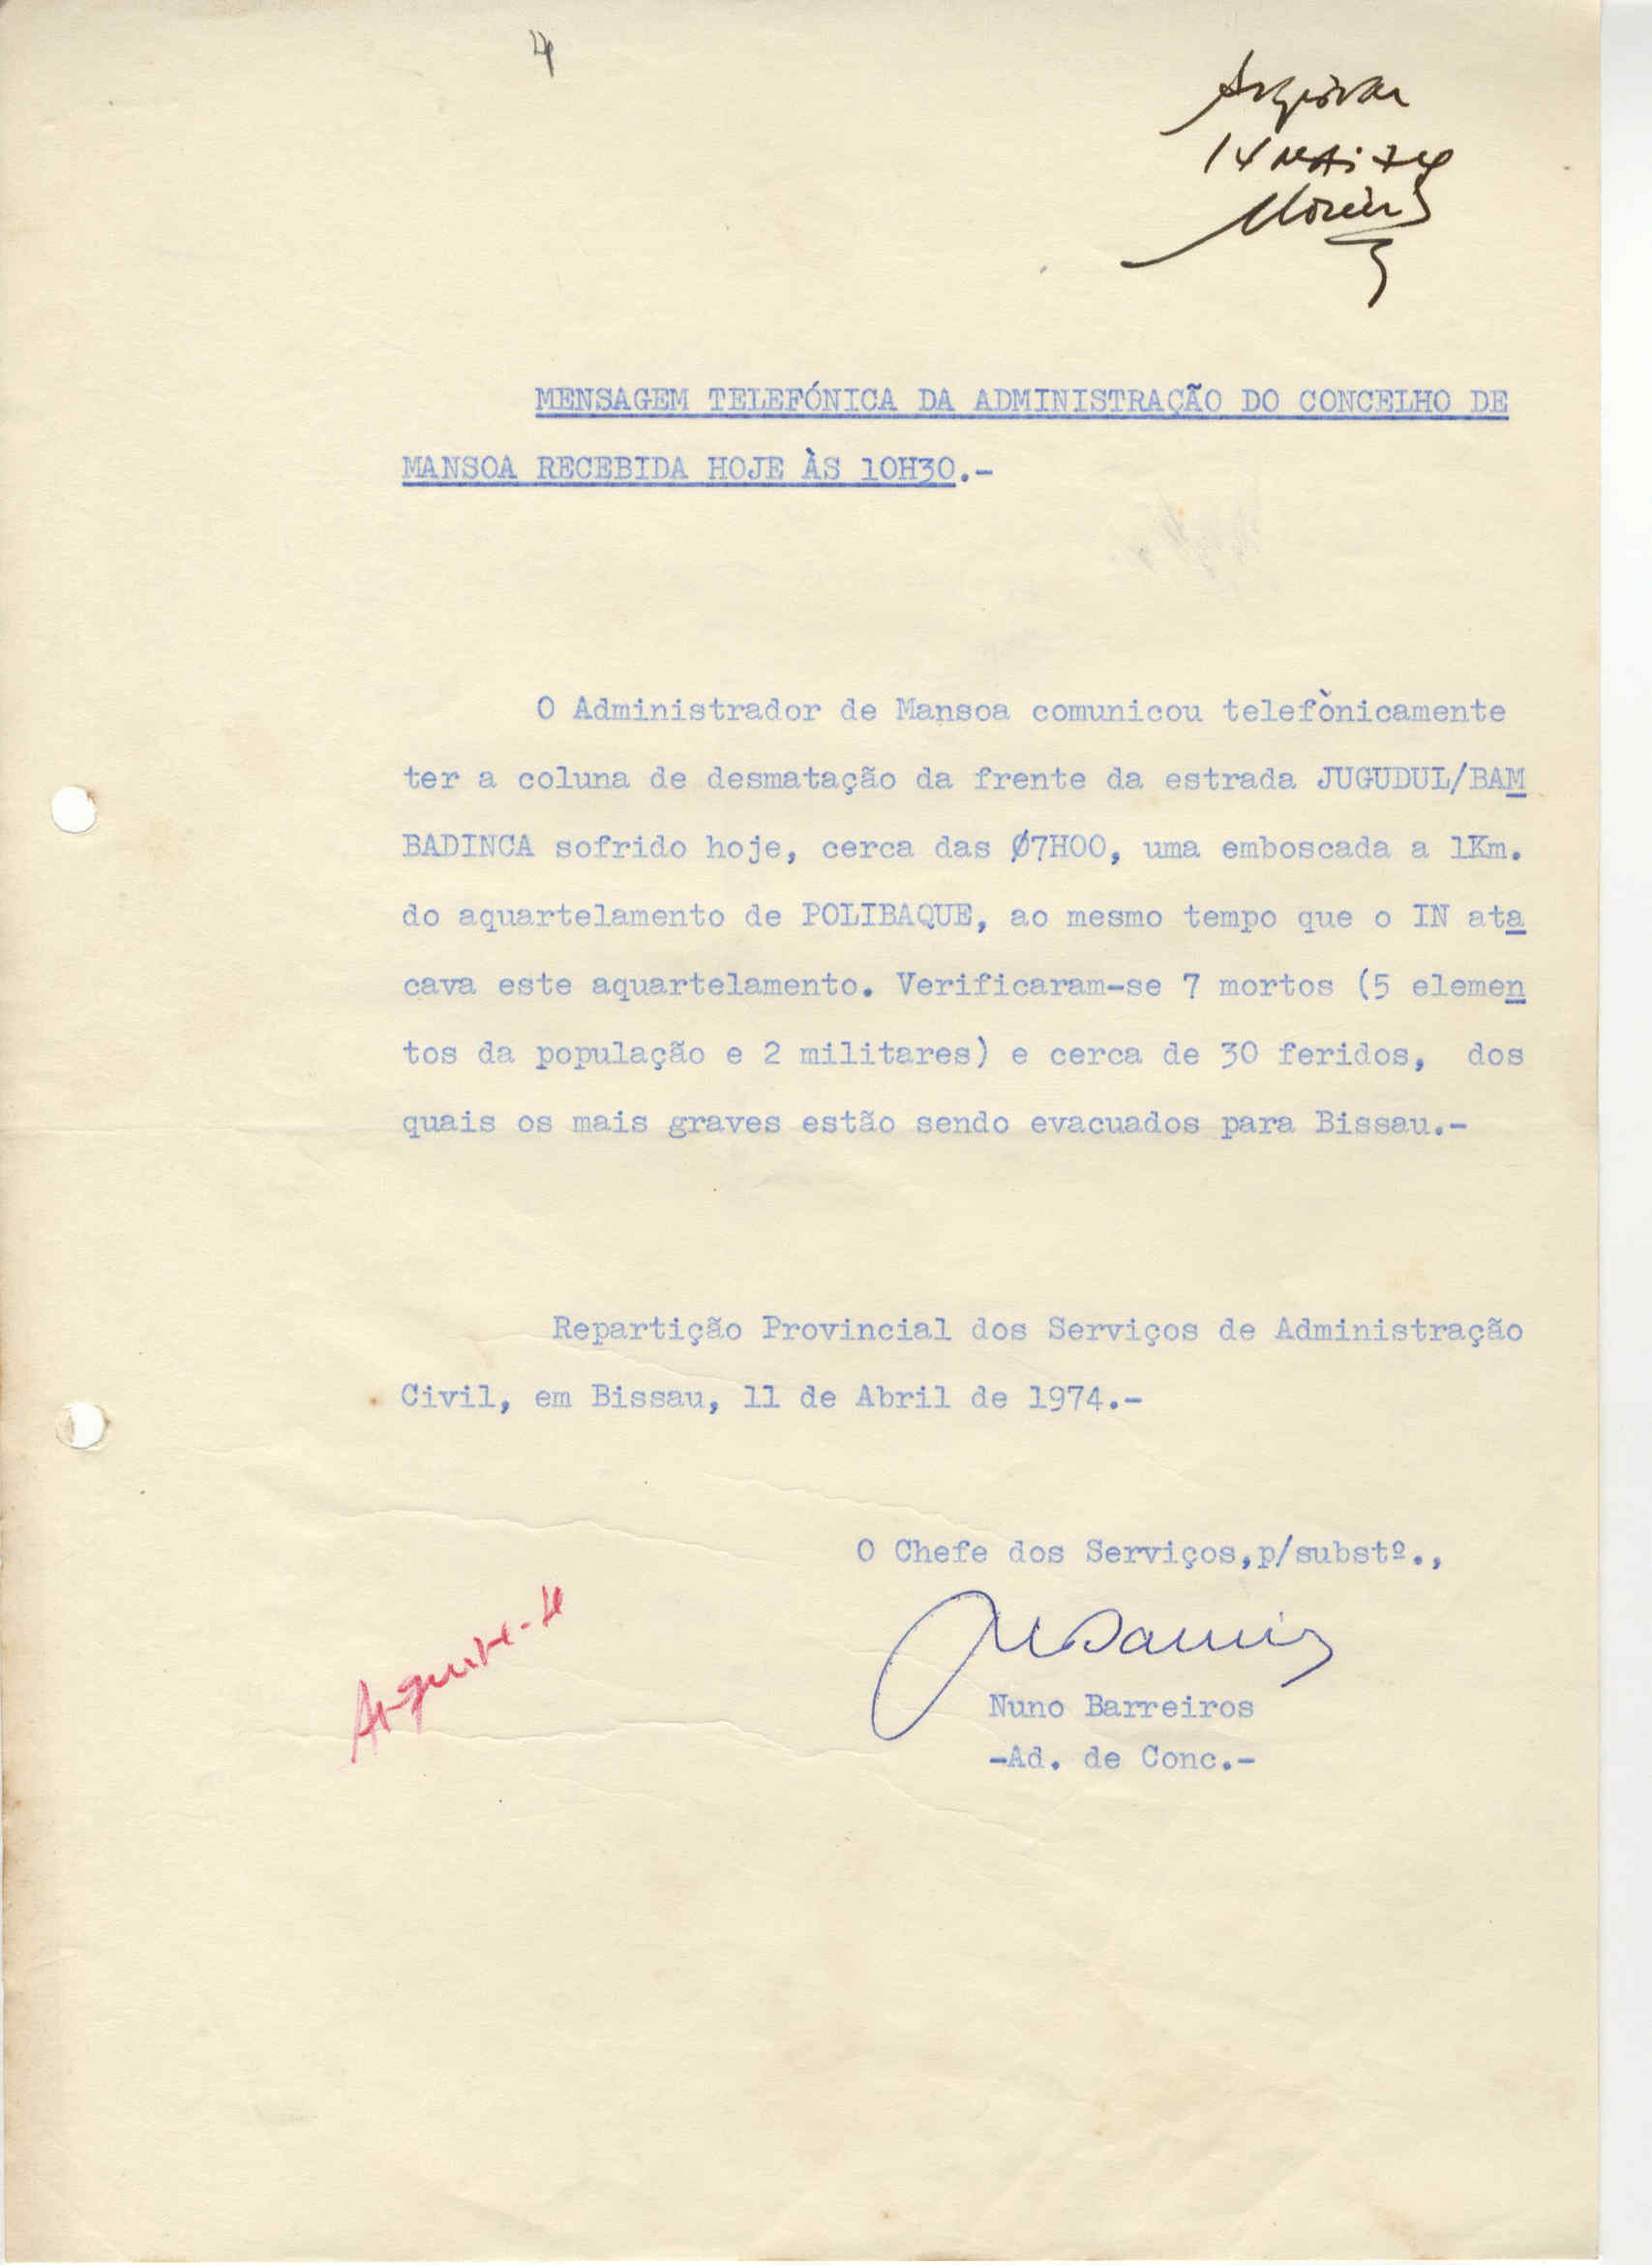 4
Arquivar
14 MAI 74
MENSAGEM TELEFÓNICA DA ADMINISTRAÇÃO DO CONCELHO DE
MANSOA RECEBIDA HOJE ÀS 10H30.-
O Administrador de Mansoa comunicou telefònicamente
ter a coluna de desmatação da frente da estrada JUGUDUL/BAM
BADINCA sofrido hoje, cerca das Ø7H00, uma emboscada a 1Km.
do aquartelamento de POLIBAQUE, ao mesmo tempo que o IN ata
cava este aquartelamento. Verificaram-se 7 mortos (5 elemen
tos da população e 2 militares) e cerca de 30 feridos, dos
quais os mais graves estão sendo evacuados para Bissau.-
Repartição Provincial dos Serviços de Administração
Civil, em Bissau, 11 de Abril de 1974.-
O Chefe dos Serviços,p/substº.,
Arquive-se
Nuno Barreiros
-Ad. de Conc.-